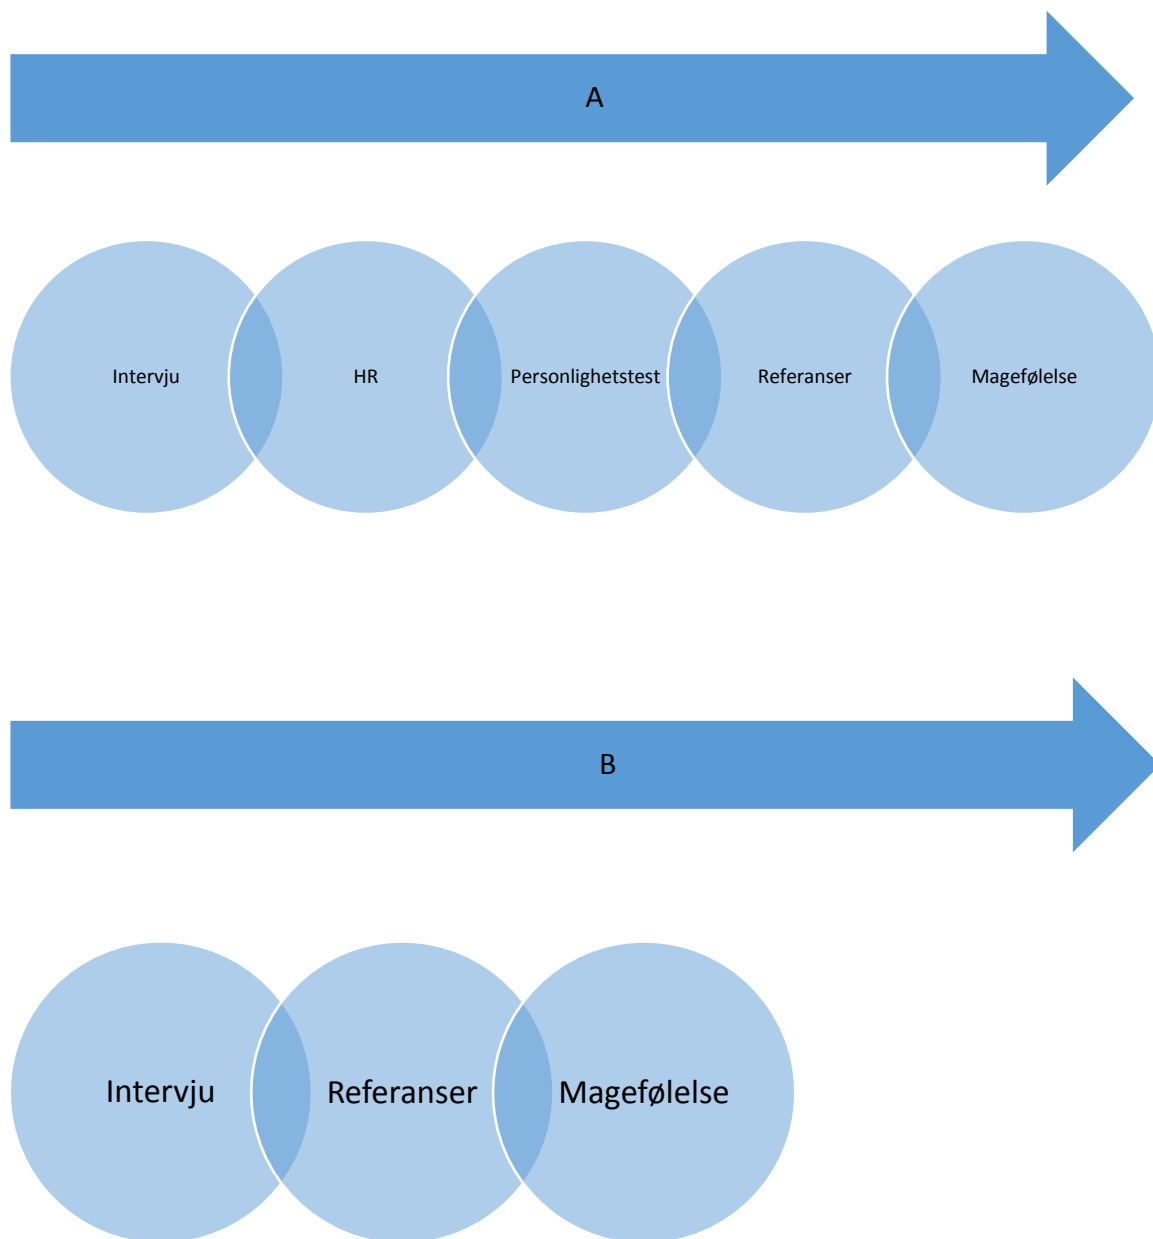 A
Intervju
HR
Personlighetstest
Referanser
Magefølelse
B
Intervju
Referanser
Magefølelse